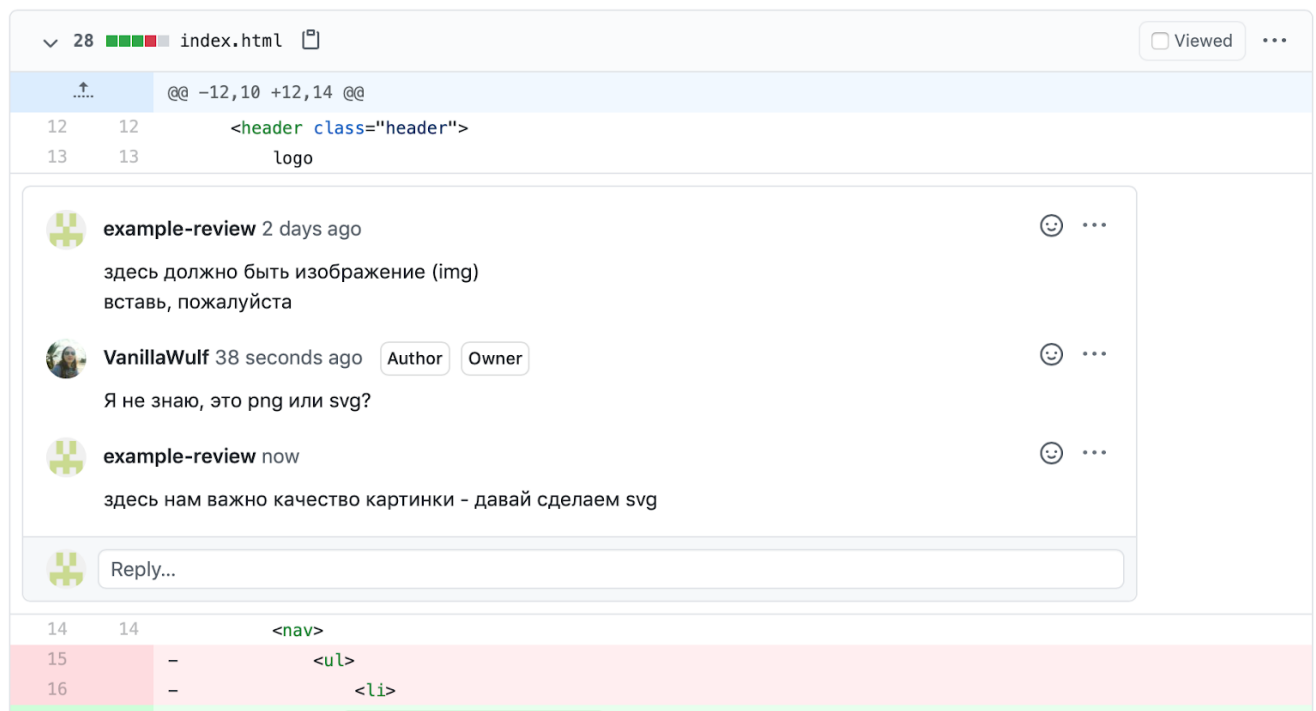 28 index.html Viewed
@@ -12,10 +12,14 @@
12 12 <header class="header">
13 13 logo
example-review 2 days ago
здесь должно быть изображение (img)
вставь, пожалуйста
VanillaWulf 38 seconds ago Author Owner
Я не знаю, это png или svg?
example-review now
здесь нам важно качество картинки - давай сделаем svg
Reply...
14 14 <nav>
15 - <ul>
16 - <li>